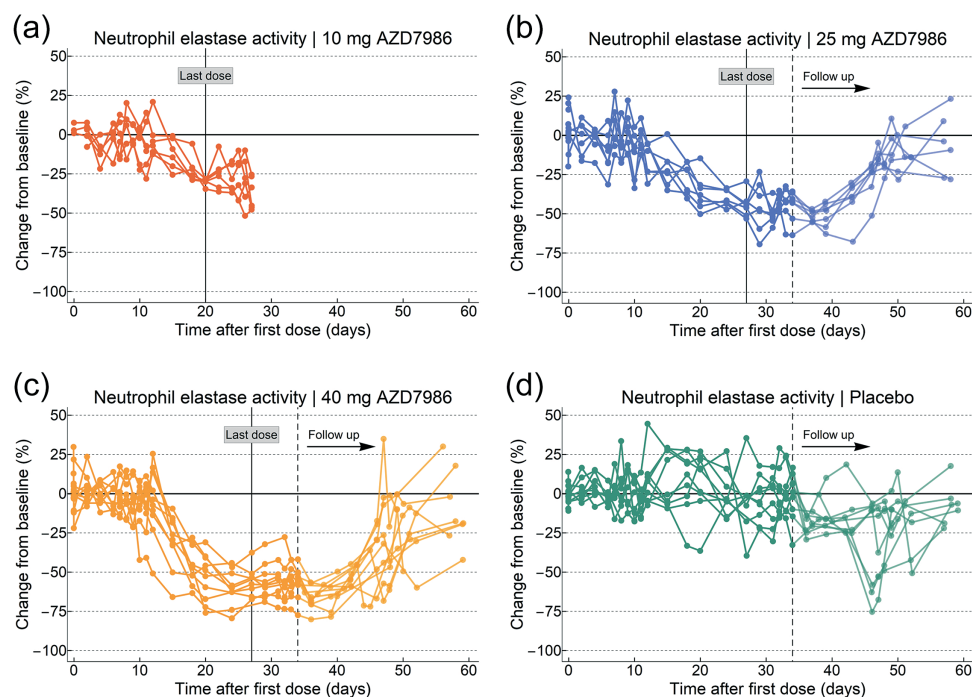 (a)
Neutrophil elastase activity | 10 mg AZD7986
Change from baseline (%)
50
25
0
−25
−50
−75
−100
Last dose
0 10 20 30 40 50 60
Time after first dose (days)
(b)
Neutrophil elastase activity | 25 mg AZD7986
Change from baseline (%)
50
25
0
−25
−50
−75
−100
Last dose
Follow up
0 10 20 30 40 50 60
Time after first dose (days)
(c)
Neutrophil elastase activity | 40 mg AZD7986
Change from baseline (%)
50
25
0
−25
−50
−75
−100
Last dose
Follow up
0 10 20 30 40 50 60
Time after first dose (days)
(d)
Neutrophil elastase activity | Placebo
Change from baseline (%)
50
25
0
−25
−50
−75
−100
Follow up
0 10 20 30 40 50 60
Time after first dose (days)